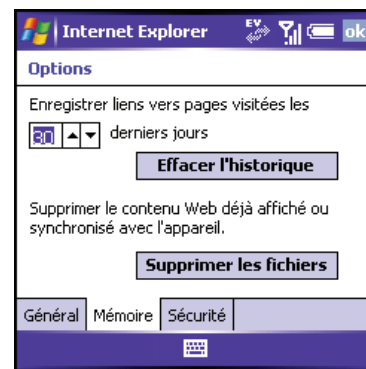 Internet Explorer EV ok
Options
Enregistrer liens vers pages visitées les
30 derniers jours
Effacer l'historique
Supprimer le contenu Web déjà affiché ou
synchronisé avec l'appareil.
Supprimer les fichiers
Général Mémoire Sécurité